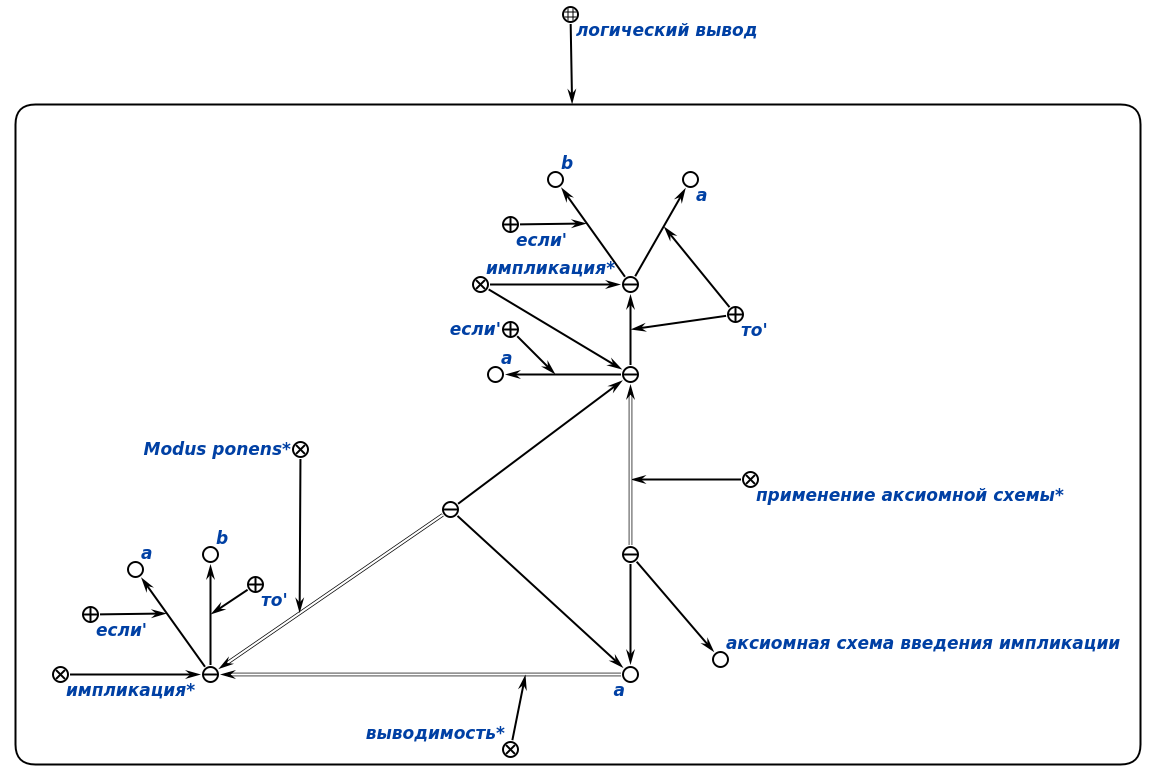 логический вывод
b
a
если'
импликация*
если'
то'
a
Modus ponens*
применение аксиомной схемы*
b
a
то'
если'
аксиомная схема введения импликации
импликация*
a
выводимость*